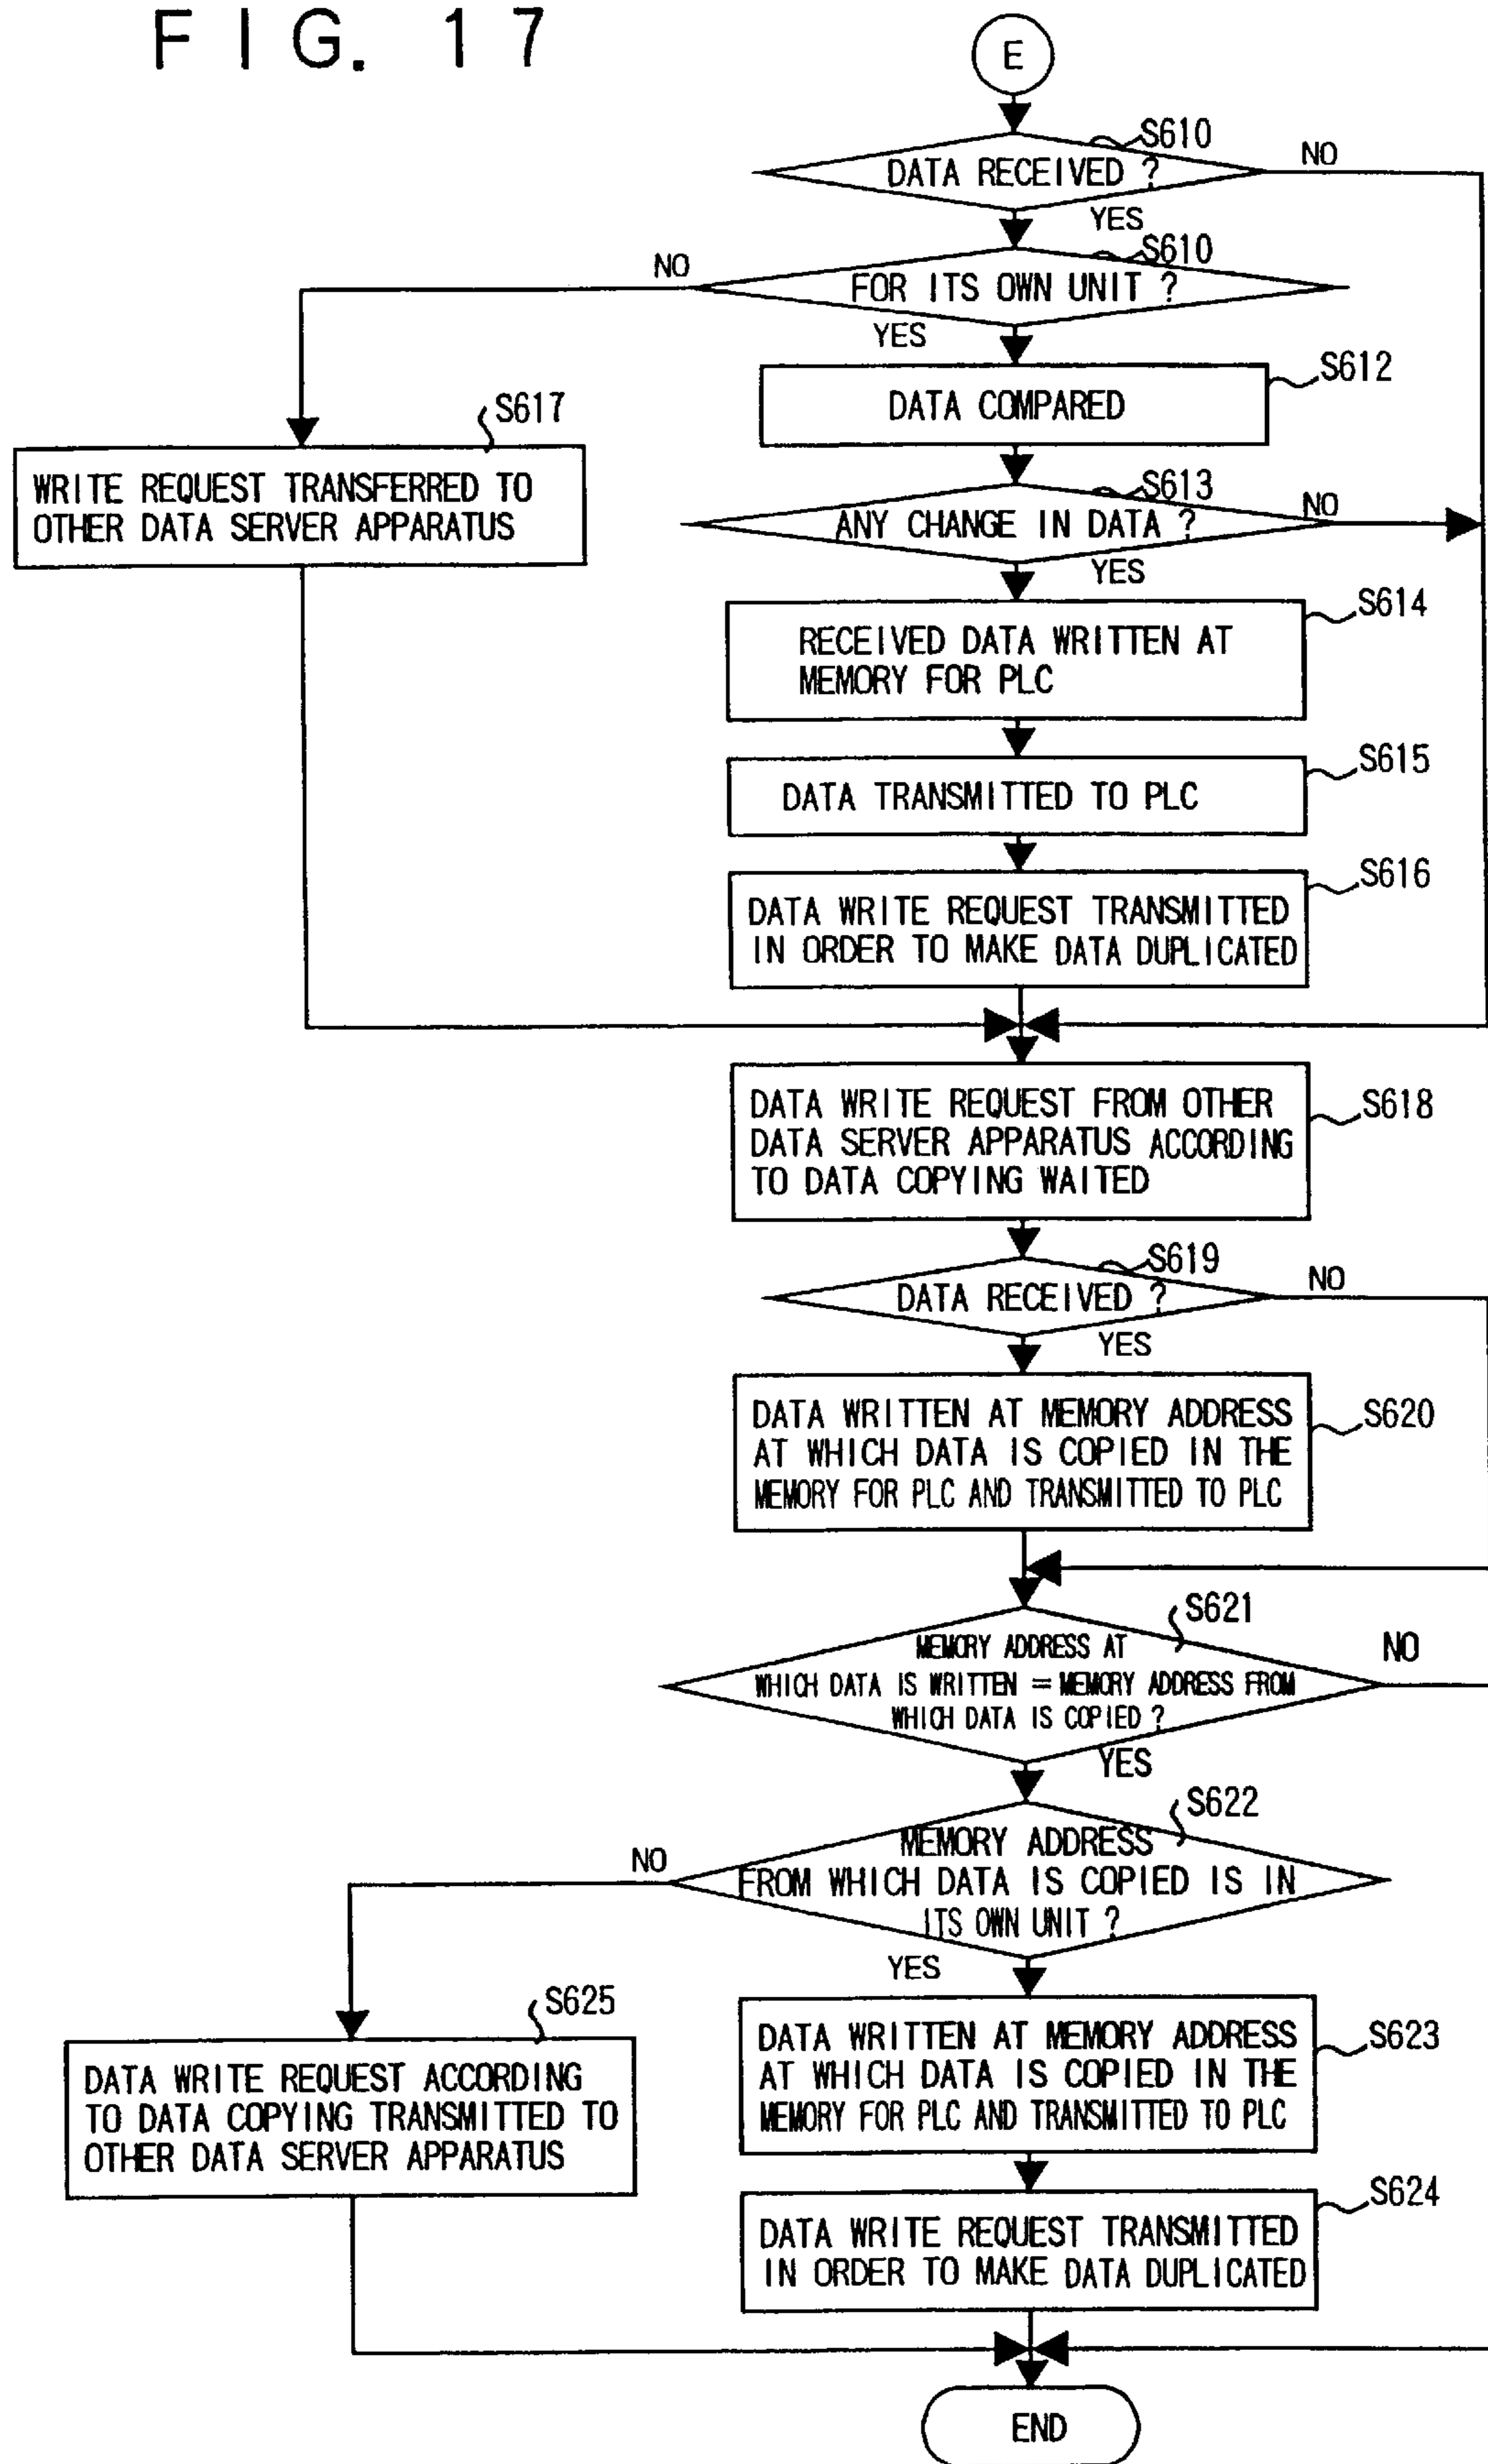 FIG. 17
E
S610
DATA RECEIVED ?
NO
YES
S610
NO
FOR ITS OWN UNIT ?
YES
S612
DATA COMPARED
S617
WRITE REQUEST TRANSFERRED TO
OTHER DATA SERVER APPARATUS
S613
NO
ANY CHANGE IN DATA ?
YES
S614
RECEIVED DATA WRITTEN AT
MEMORY FOR PLC
S615
DATA TRANSMITTED TO PLC
S616
DATA WRITE REQUEST TRANSMITTED
IN ORDER TO MAKE DATA DUPLICATED
S618
DATA WRITE REQUEST FROM OTHER
DATA SERVER APPARATUS ACCORDING
TO DATA COPYING WAITED
S619
NO
DATA RECEIVED ?
YES
S620
DATA WRITTEN AT MEMORY ADDRESS
AT WHICH DATA IS COPIED IN THE
MEMORY FOR PLC AND TRANSMITTED TO PLC
S621
MEMORY ADDRESS AT
NO
WHICH DATA IS WRITTEN = MEMORY ADDRESS FROM
WHICH DATA IS COPIED ?
YES
S622
MEMORY ADDRESS
NO
FROM WHICH DATA IS COPIED IS IN
ITS OWN UNIT ?
YES
S623
DATA WRITTEN AT MEMORY ADDRESS
AT WHICH DATA IS COPIED IN THE
MEMORY FOR PLC AND TRANSMITTED TO PLC
S625
DATA WRITE REQUEST ACCORDING
TO DATA COPYING TRANSMITTED TO
OTHER DATA SERVER APPARATUS
S624
DATA WRITE REQUEST TRANSMITTED
IN ORDER TO MAKE DATA DUPLICATED
END